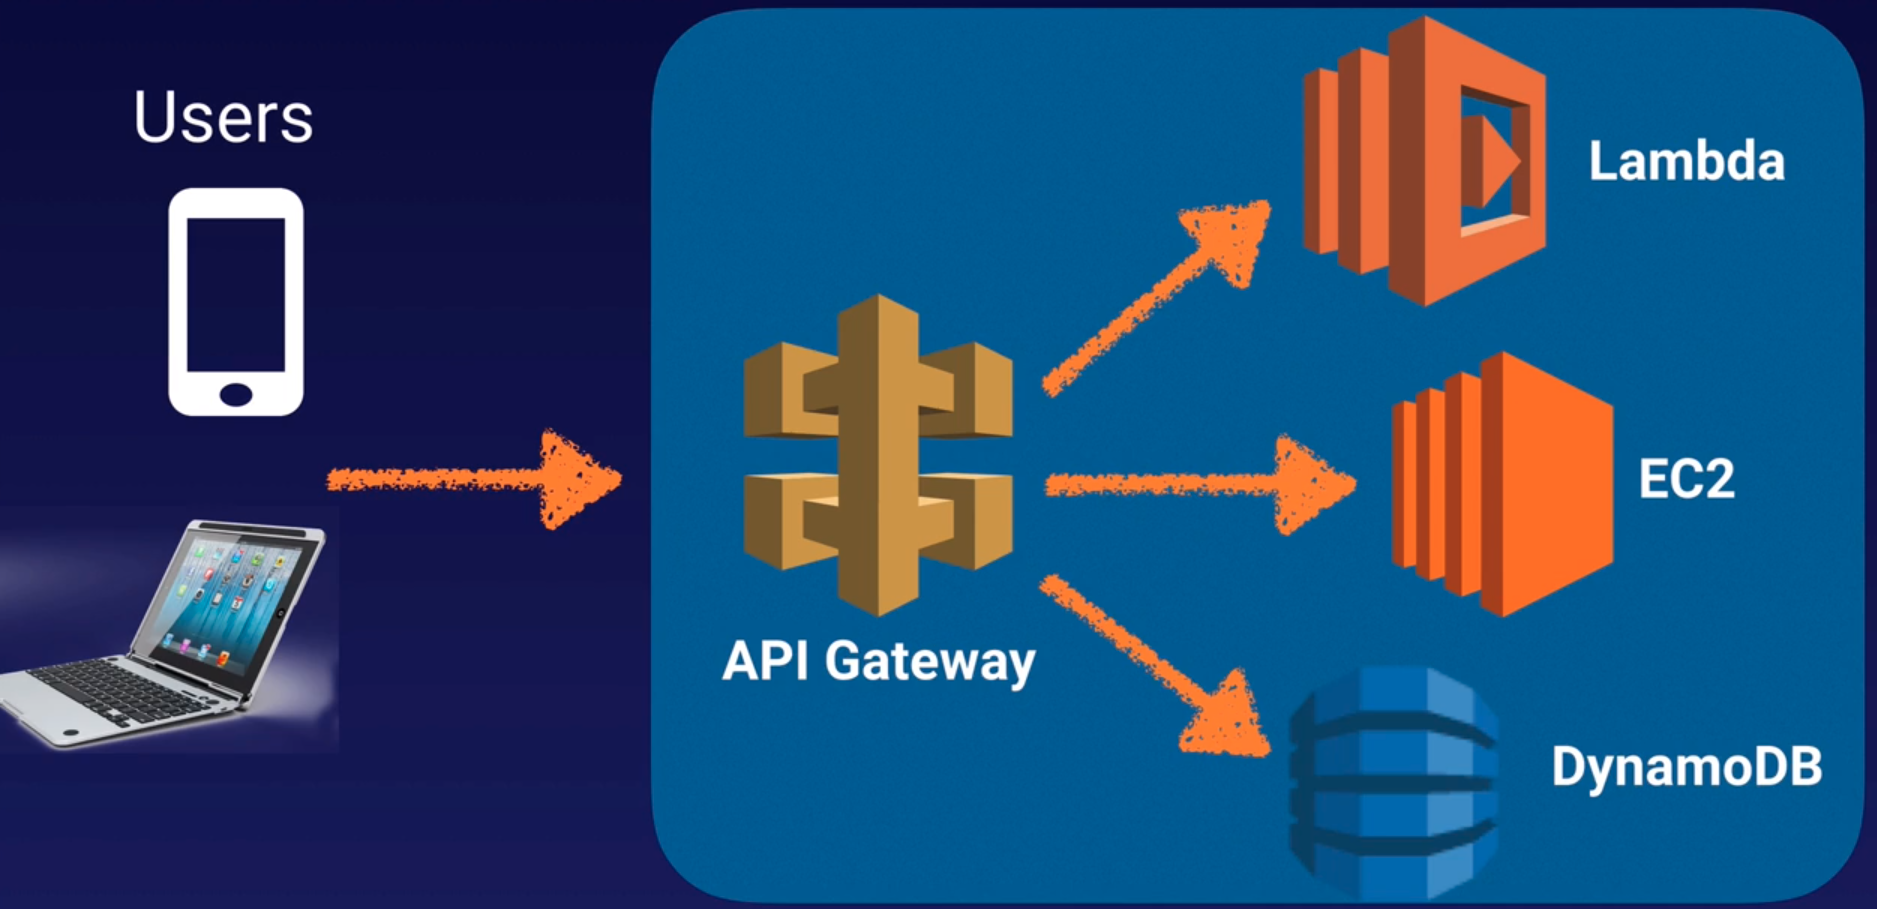 Users
Lambda
EC2
API Gateway
DynamoDB